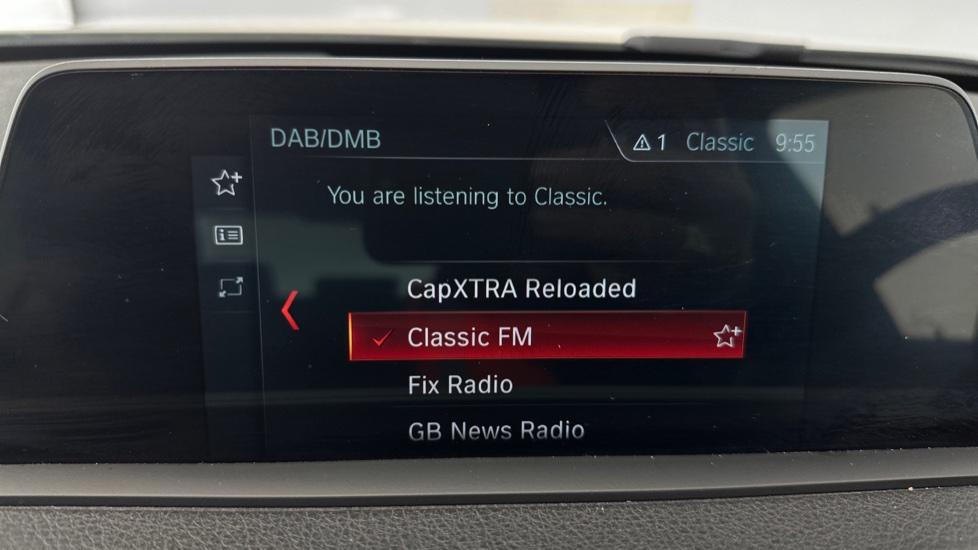 DAB/DMB
1 Classic 9:55
You are listening to Classic.
CapXTRA Reloaded
Classic FM
Fix Radio
GB News Radio